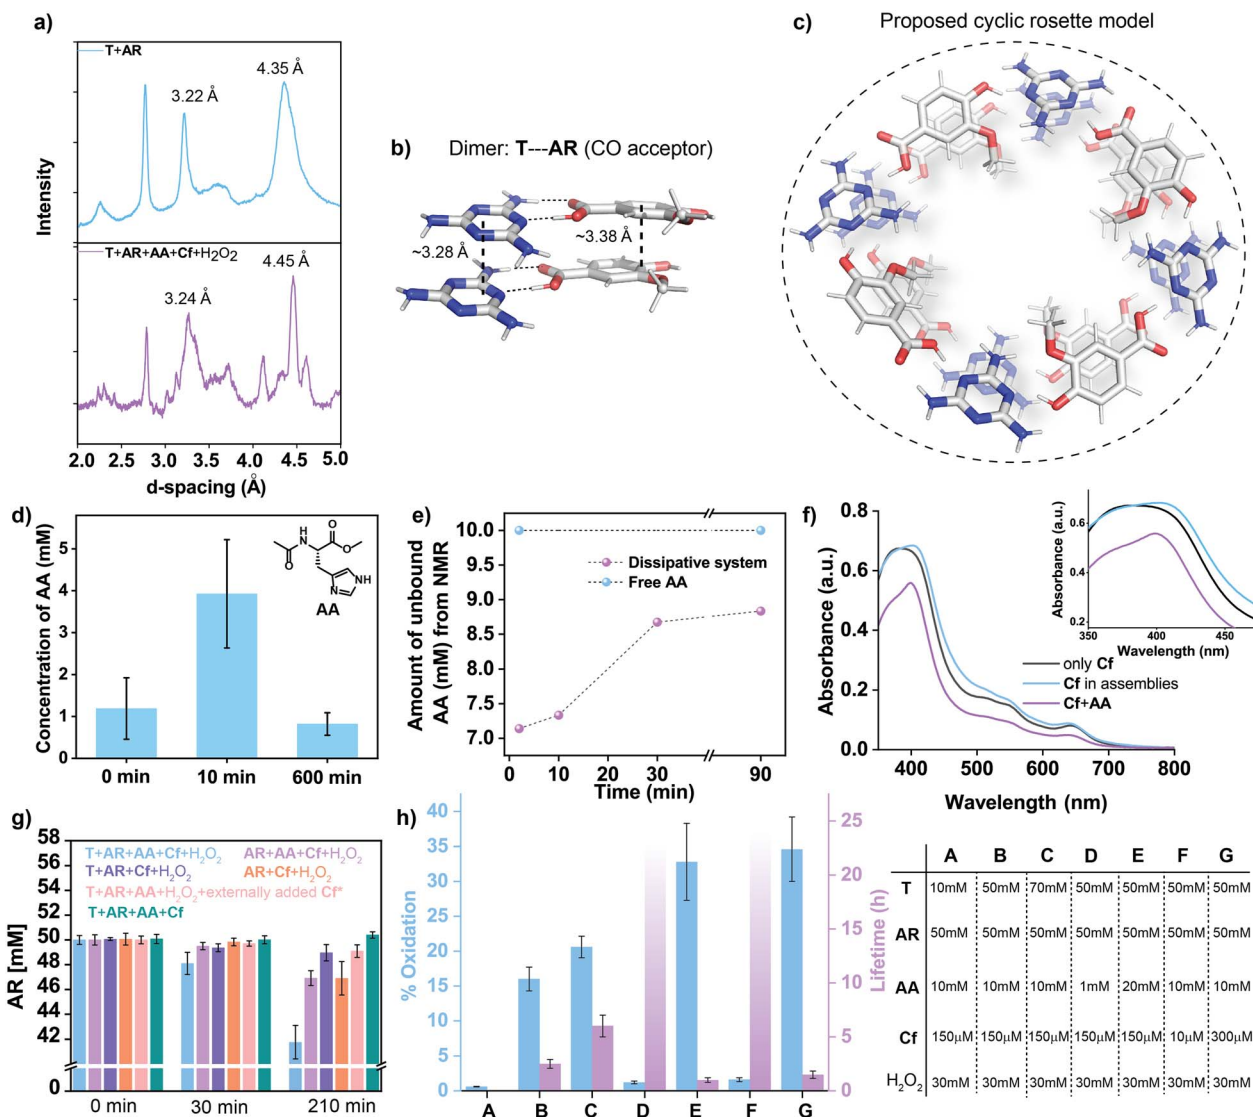 a)
T+AR
4.35 Å
3.22 Å
Intensity
T+AR+AA+Cf+H₂O₂
4.45 Å
3.24 Å
2.0 2.5 3.0 3.5 4.0 4.5 5.0
d-spacing (Å)
b) Dimer: T---AR (CO acceptor)
~3.28 Å
~3.38 Å
c) Proposed cyclic rosette model
d)
Concentration of AA (mM)
5
4
3
2
1
0
O
H
N
O
O
NH
N
AA
0 min 10 min 600 min
e)
Amount of unbound
AA (mM) from NMR
10.0
9.5
9.0
8.5
8.0
7.5
7.0
Dissipative system
Free AA
0 10 20 30 90
Time (min)
f)
Absorbance (a.u.)
0.8
0.6
0.4
0.2
0.0
Absorbance (a.u.)
0.6
0.5
0.4
0.2
350 400 450
Wavelength (nm)
only Cf
Cf in assemblies
Cf+AA
400 500 600 700 800
Wavelength (nm)
g)
AR [mM]
58
56
54
52
50
48
46
44
42
0
T+AR+AA+Cf+H₂O₂ AR+AA+Cf+H₂O₂
T+AR+Cf+H₂O₂ AR+Cf+H₂O₂
T+AR+AA+H₂O₂+externally added Cf*
T+AR+AA+Cf
0 min 30 min 210 min
h)
% Oxidation
40
35
30
25
20
15
10
5
0
Lifetime (h)
25
20
15
10
5
0
A B C D E F G
A B C D E F G
T 10mM 50mM 70mM 50mM 50mM 50mM 50mM
AR 50mM 50mM 50mM 50mM 50mM 50mM 50mM
AA 10mM 10mM 10mM 1mM 20mM 10mM 10mM
Cf 150µM 150µM 150µM 150µM 150µM 10µM 300µM
H₂O₂ 30mM 30mM 30mM 30mM 30mM 30mM 30mM